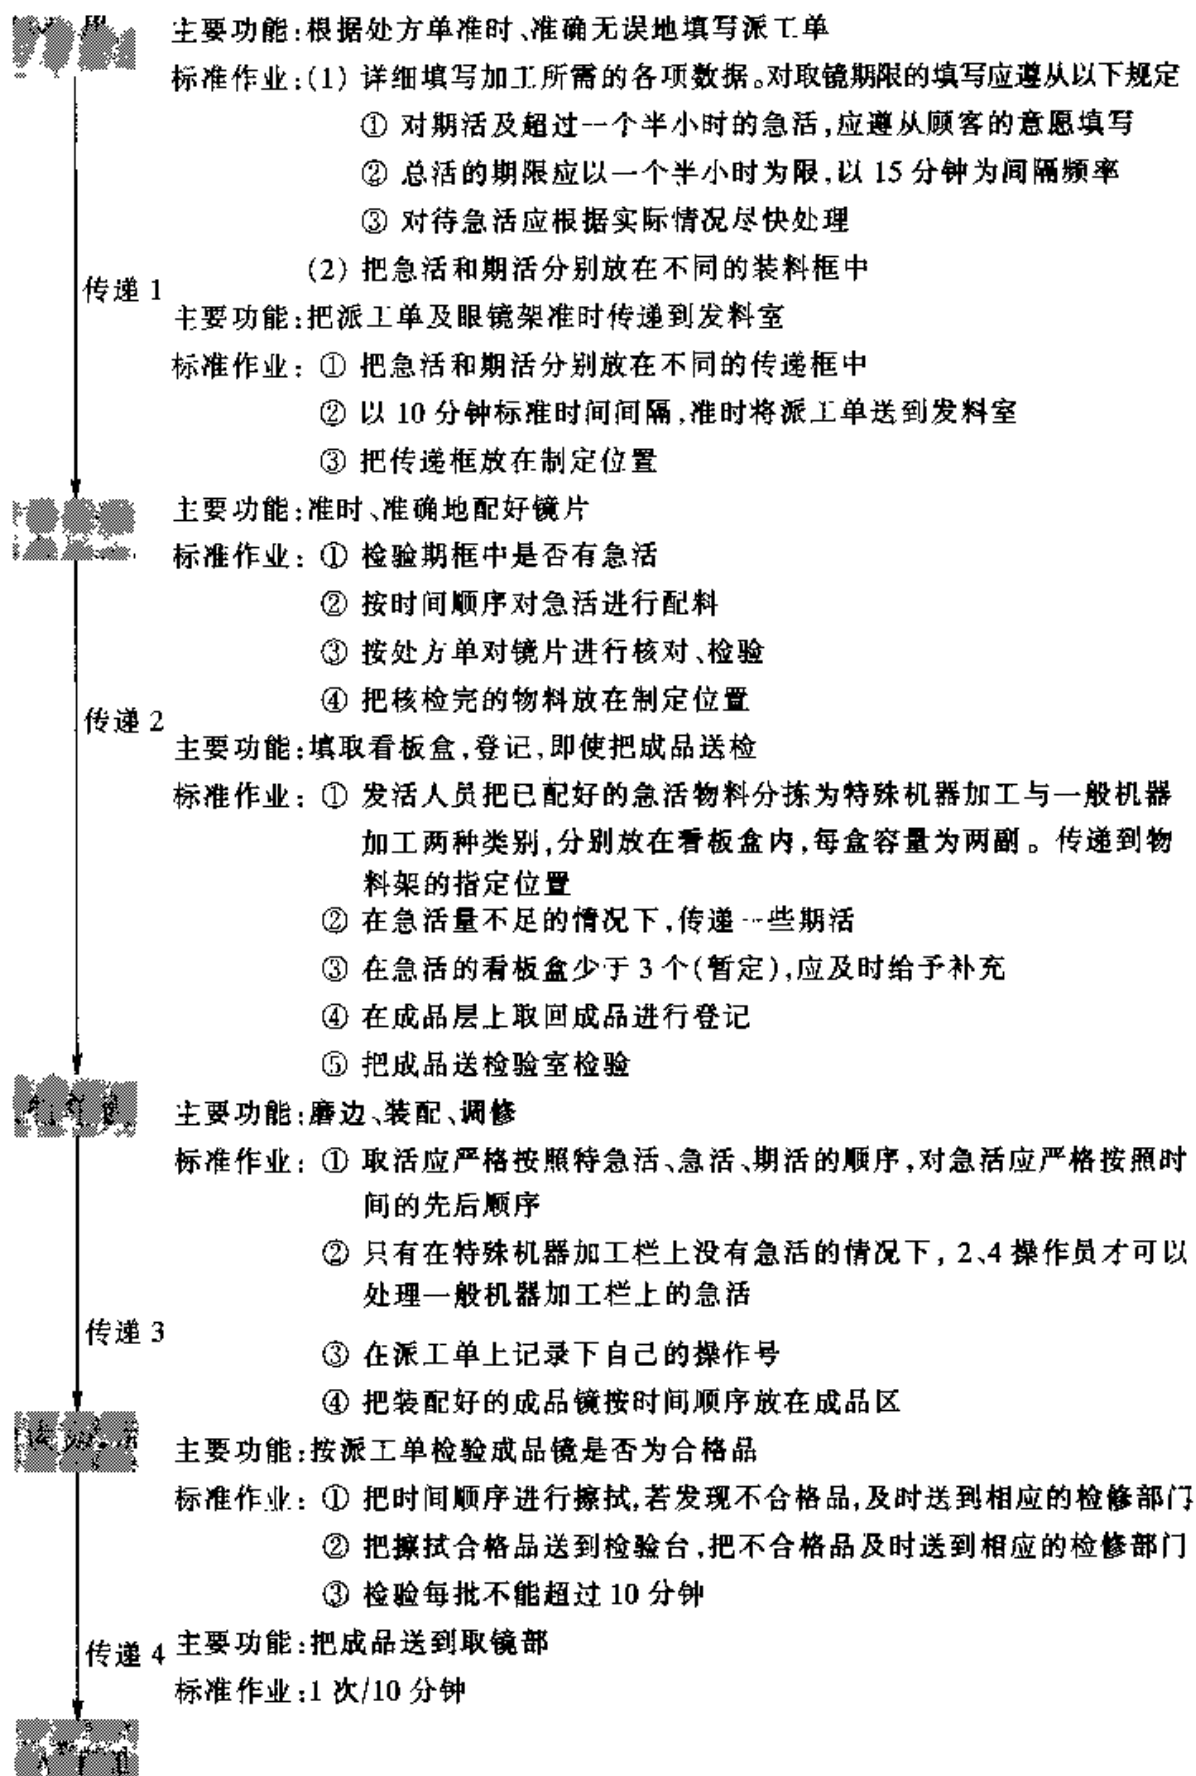 主要功能:根据处方单准时、准确无误地填写派工单
标准作业:(1) 详细填写加工所需的各项数据。对取镜期限的填写应遵从以下规定
① 对期活及超过一个半小时的急活,应遵从顾客的意愿填写
② 总活的期限应以一个半小时为限,以 15 分钟为间隔频率
③ 对待急活应根据实际情况尽快处理
(2) 把急活和期活分别放在不同的装料框中
传递 1
主要功能:把派工单及眼镜架准时传递到发料室
标准作业: ① 把急活和期活分别放在不同的传递框中
② 以 10 分钟标准时间间隔,准时将派工单送到发料室
③ 把传递框放在制定位置
主要功能:准时、准确地配好镜片
标准作业: ① 检验期框中是否有急活
② 按时间顺序对急活进行配料
③ 按处方单对镜片进行核对、检验
④ 把核检完的物料放在制定位置
传递 2
主要功能:填取看板盒,登记,即使把成品送检
标准作业: ① 发活人员把已配好的急活物料分拣为特殊机器加工与一般机器
加工两种类别,分别放在看板盒内,每盒容量为两副。传递到物
料架的指定位置
② 在急活量不足的情况下,传递一些期活
③ 在急活的看板盒少于 3 个(暂定),应及时给予补充
④ 在成品层上取回成品进行登记
⑤ 把成品送检验室检验
主要功能:磨边、装配、调修
标准作业: ① 取活应严格按照特急活、急活、期活的顺序,对急活应严格按照时
间的先后顺序
② 只有在特殊机器加工栏上没有急活的情况下, 2、4 操作员才可以
处理一般机器加工栏上的急活
传递 3
③ 在派工单上记录下自己的操作号
④ 把装配好的成品镜按时间顺序放在成品区
主要功能:按派工单检验成品镜是否为合格品
标准作业: ① 把时间顺序进行擦拭,若发现不合格品,及时送到相应的检修部门
② 把擦拭合格品送到检验台,把不合格品及时送到相应的检修部门
③ 检验每批不能超过 10 分钟
传递 4
主要功能:把成品送到取镜部
标准作业:1 次/10 分钟